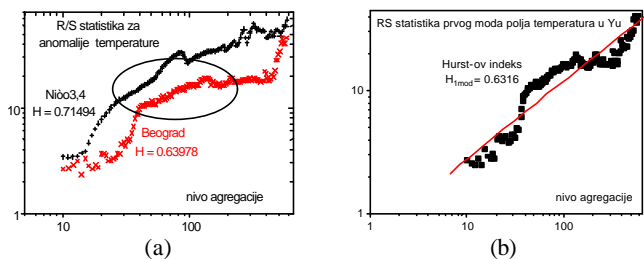 R/S statistika za
anomalije temperature
Niòo3,4
H = 0.71494
Beograd
H = 0.63978
nivo agregacije
10
1
10
100
(a)
RS statistika prvog moda polja temperatura u Yu
Hurst-ov indeks
H1mod= 0.6316
nivo agregacije
10
1
1
10
100
(b)